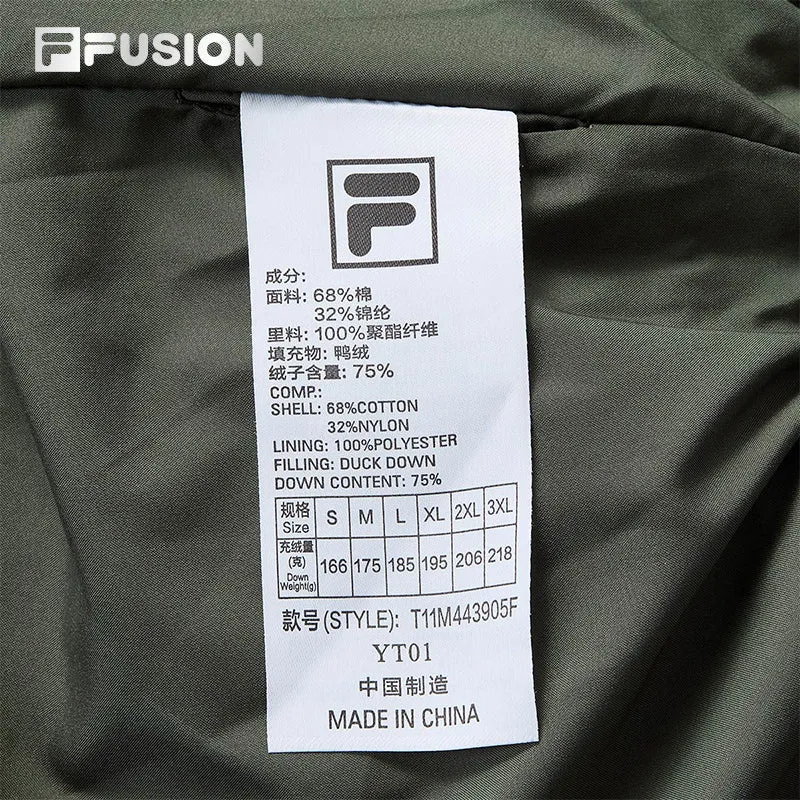 FUSION
成分:
面料: 68%棉
32%锦纶
里料: 100%聚酯纤维
填充物: 鸭绒
绒子含量: 75%
COMP.:
SHELL: 68%COTTON
32%NYLON
LINING: 100%POLYESTER
FILLING: DUCK DOWN
DOWN CONTENT: 75%
规格 Size S M L XL 2XL 3XL
充绒量 (克) Down Weight(g) 166 175 185 195 206 218
款号(STYLE): T11M443905F
YT01
中国制造
MADE IN CHINA